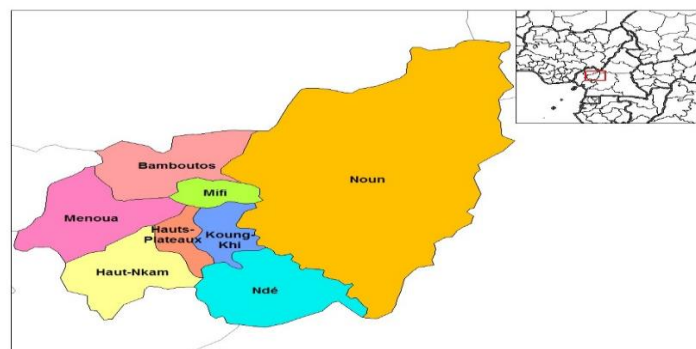 Bamboutos
Noun
Mifi
Menoua
Hauts-
Plateaux
Koung-
Khi
Haut-Nkam
Ndé